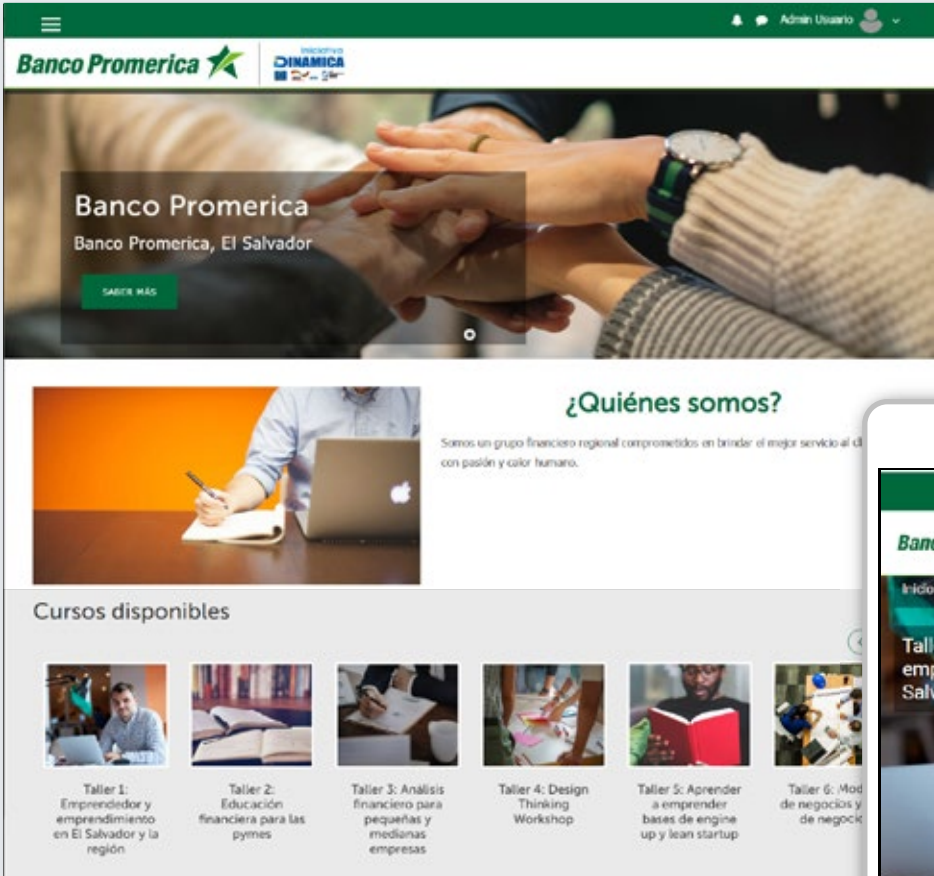 Admin Usuario
Banco Promerica
Iniciativa
DINAMICA
Banco Promerica
Banco Promerica, El Salvador
SABER MÁS
¿Quiénes somos?
Somos un grupo financiero regional comprometidos en brindar el mejor servicio al cl
con pasión y calor humano.
Banc
Inicio
Tall
emp
Salv
Cursos disponibles
Taller 1:
Emprendedor y
emprendimiento
en El Salvador y la
región
Taller 2:
Educación
financiera para las
pymes
Taller 3: Análisis
financiero para
pequeñas y
medianas
empresas
Taller 4: Design
Thinking
Workshop
Taller 5: Aprender
a emprender
bases de engine
up y lean startup
Taller 6: Mod
de negocios y
de negocio